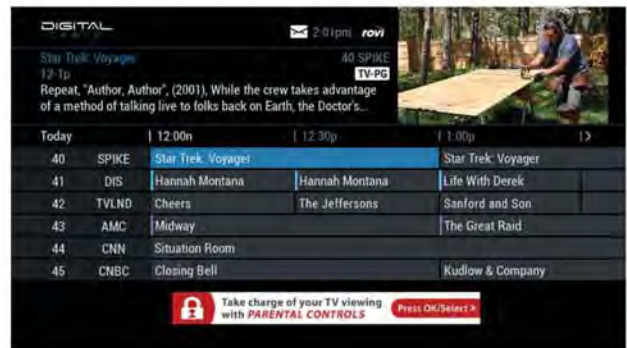 DIGITAL
2:01pm rovi
Star Trek: Voyager 40 SPIKE
12-1p TV-PG
Repeat, "Author, Author", (2001), While the crew takes advantage
of a method of talking live to folks back on Earth, the Doctor's...
Today 12:00n 12:30p 1:00p
40 SPIKE Star Trek: Voyager Star Trek: Voyager
41 DIS Hannah Montana Hannah Montana Life With Derek
42 TVLND Cheers The Jeffersons Sanford and Son
43 AMC Midway The Great Raid
44 CNN Situation Room
45 CNBC Closing Bell Kudlow & Company
Take charge of your TV viewing
with PARENTAL CONTROLS Press OK/Select >